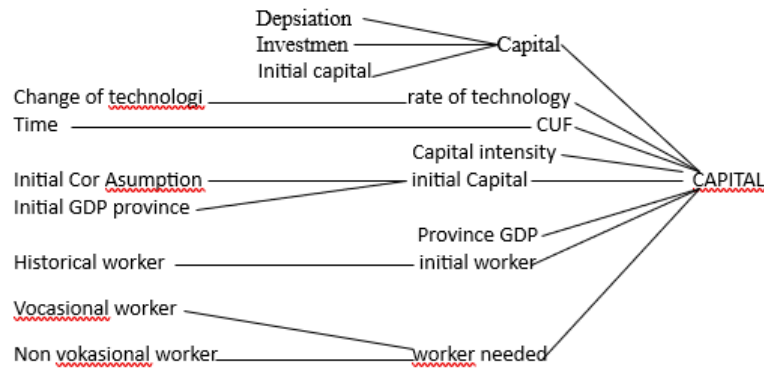 Depsiation
Investmen Capital
Initial capital
Change of technologi rate of technology
Time CUF
Capital intensity
Initial Cor Asumption initial Capital CAPITAL
Initial GDP province
Province GDP
Historical worker initial worker
Vocasional worker
Non vokasional worker worker needed